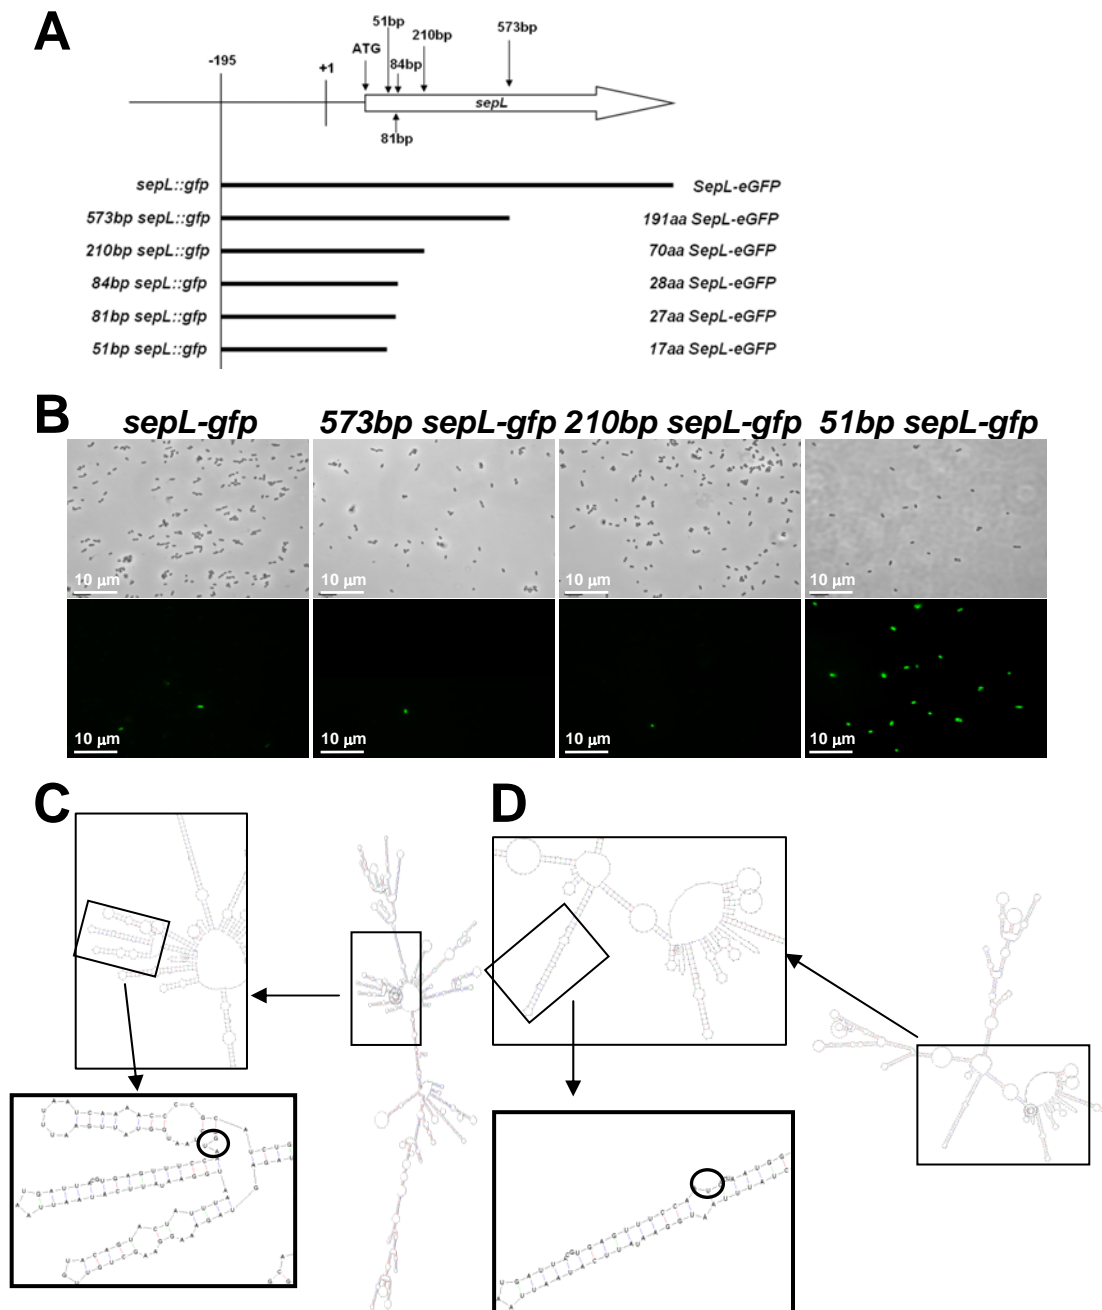 A
51bp
573bp
210bp
ATG
-195
+1
84bp
sepL
81bp
sepL::gfp SepL-eGFP
573bp sepL::gfp 191aa SepL-eGFP
210bp sepL::gfp 70aa SepL-eGFP
84bp sepL::gfp 28aa SepL-eGFP
81bp sepL::gfp 27aa SepL-eGFP
51bp sepL::gfp 17aa SepL-eGFP
B
sepL-gfp 573bp sepL-gfp 210bp sepL-gfp 51bp sepL-gfp
10 μm 10 μm 10 μm 10 μm
10 μm 10 μm 10 μm 10 μm
C
D